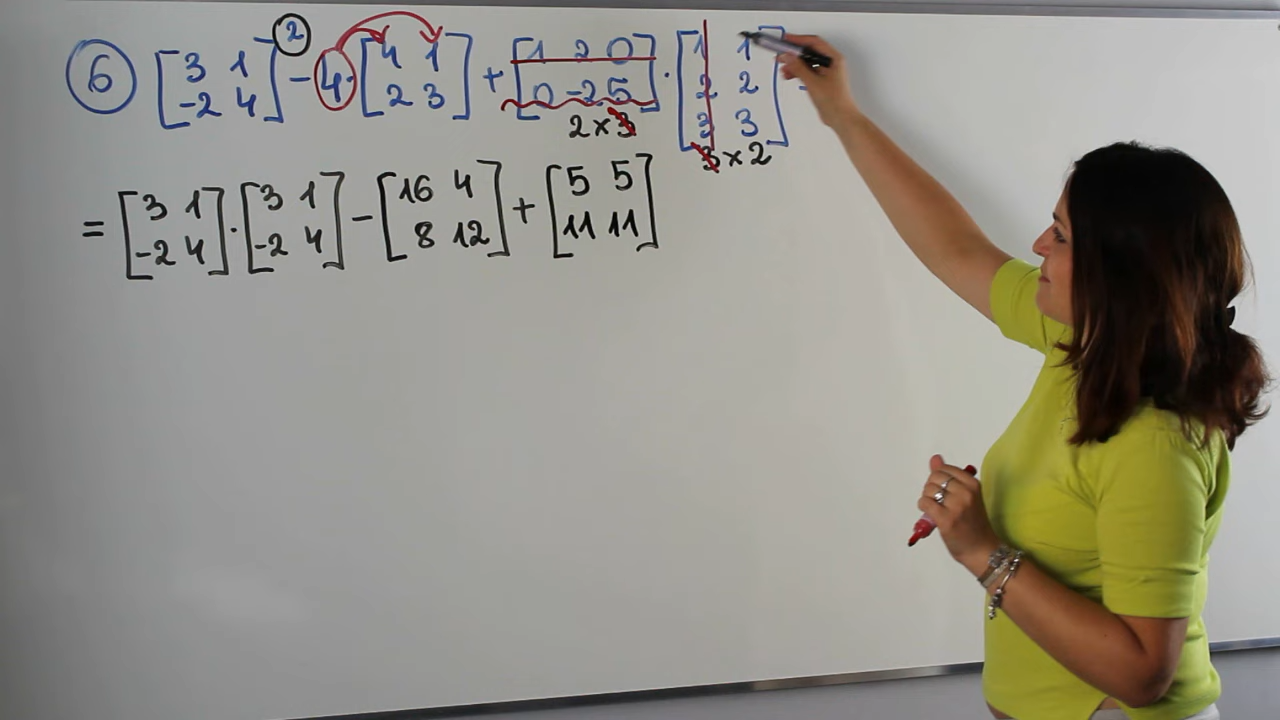 ⑥ [3 1; -2 4]² - 4·[4 1; 2 3] + [1 2 0; 0 -2 5] · [1 1; 2 2; 3 3] =
2×3 3×2
= [3 1; -2 4]·[3 1; -2 4] - [16 4; 8 12] + [5 5; 11 11]